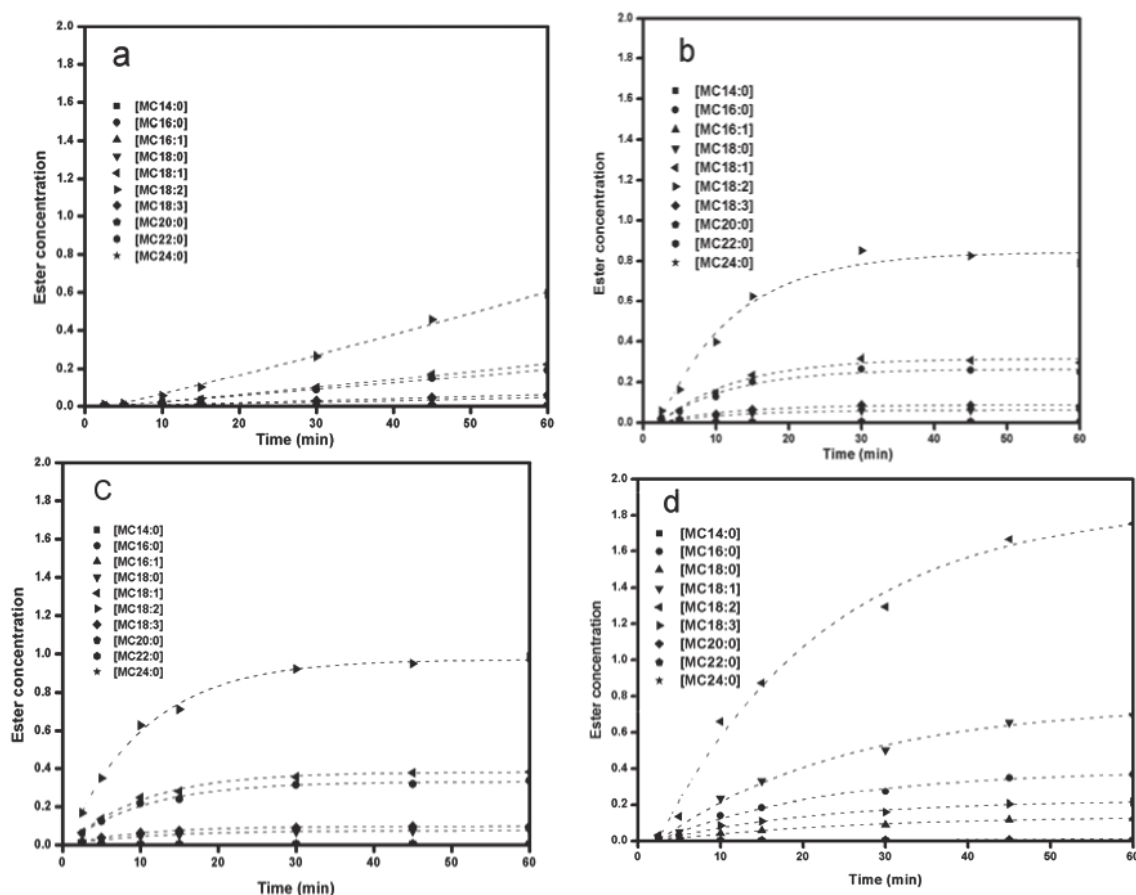 a
2.0
1.8
1.6
1.4
1.2
1.0
0.8
0.6
0.4
0.2
0.0
Ester concentration
[MC14:0]
[MC16:0]
[MC16:1]
[MC18:0]
[MC18:1]
[MC18:2]
[MC18:3]
[MC20:0]
[MC22:0]
[MC24:0]
0 10 20 30 40 50 60
Time (min)
b
2.0
1.8
1.6
1.4
1.2
1.0
0.8
0.6
0.4
0.2
0.0
Ester concentration
[MC14:0]
[MC16:0]
[MC16:1]
[MC18:0]
[MC18:1]
[MC18:2]
[MC18:3]
[MC20:0]
[MC22:0]
[MC24:0]
0 10 20 30 40 50 60
Time (min)
c
2.0
1.8
1.6
1.4
1.2
1.0
0.8
0.6
0.4
0.2
0.0
Ester concentration
[MC14:0]
[MC16:0]
[MC16:1]
[MC18:0]
[MC18:1]
[MC18:2]
[MC18:3]
[MC20:0]
[MC22:0]
[MC24:0]
0 10 20 30 40 50 60
Time (min)
d
2.0
1.8
1.6
1.4
1.2
1.0
0.8
0.6
0.4
0.2
0.0
Ester concentration
[MC14:0]
[MC16:0]
[MC18:0]
[MC18:1]
[MC18:2]
[MC18:3]
[MC20:0]
[MC22:0]
[MC24:0]
0 10 20 30 40 50 60
Time (min)